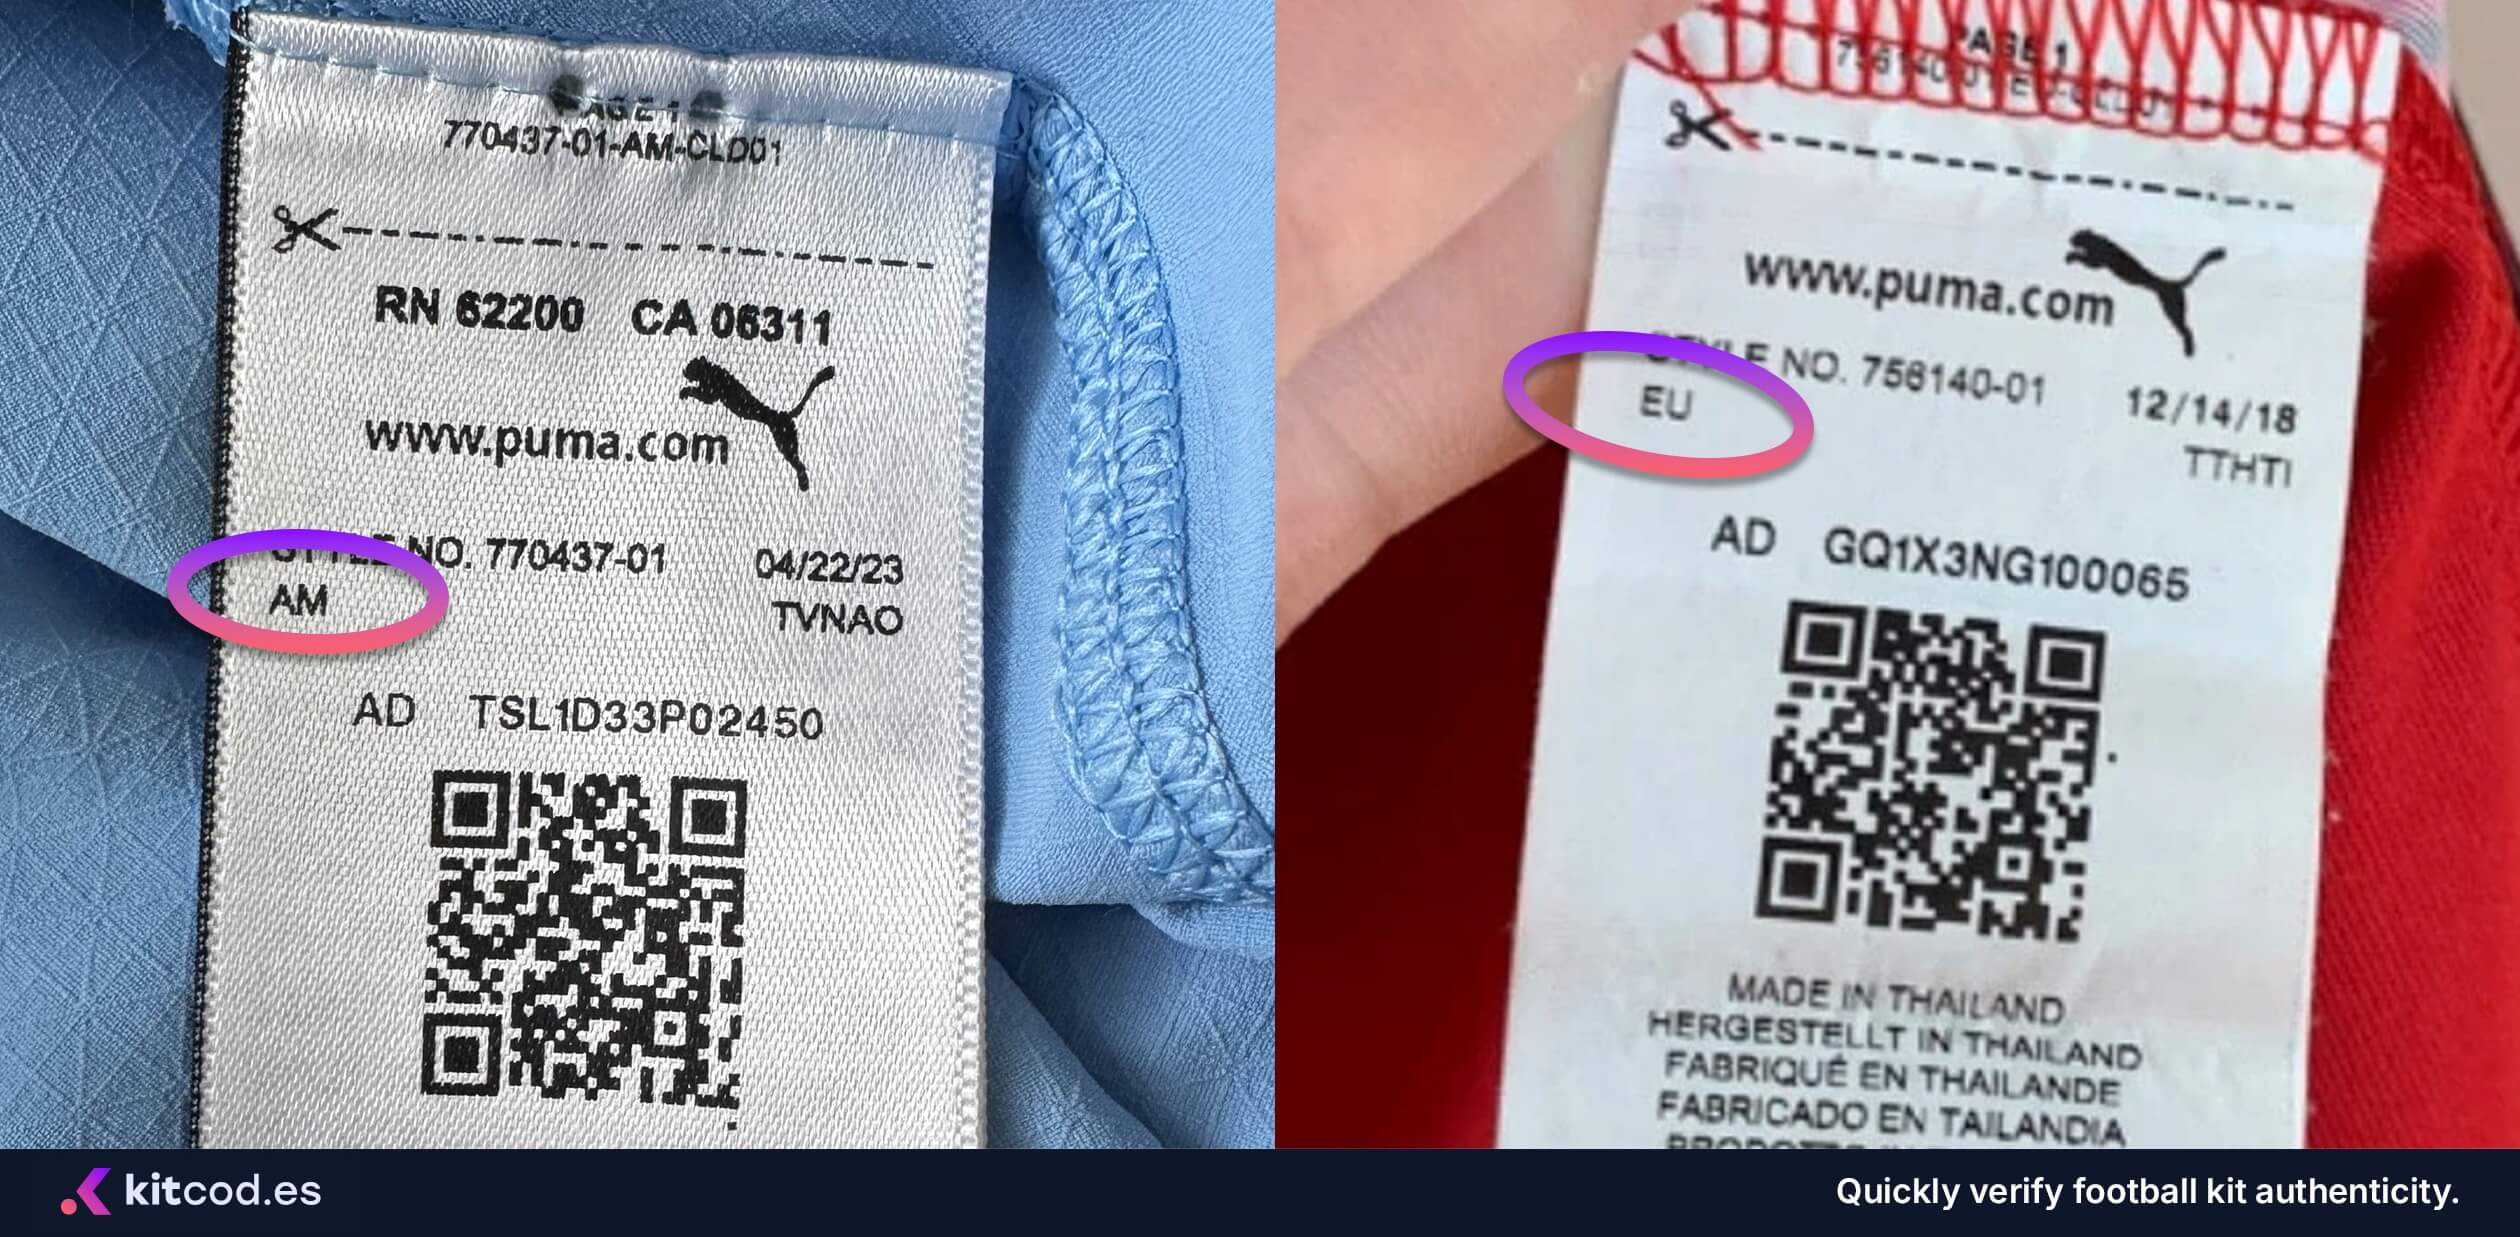 770437-01-AM-CLD01
RN 62200 CA 06311
www.puma.com
STYLE NO. 770437-01 04/22/23
AM TVNAO
AD TSL1D33P02450
PAGE 1
www.puma.com
STYLE NO. 756140-01 12/14/18
EU TTHTI
AD GQ1X3NG100065
MADE IN THAILAND
HERGESTELLT IN THAILAND
FABRIQUÉ EN THAILANDE
FABRICADO EN TAILANDIA
kitcod.es
Quickly verify football kit authenticity.